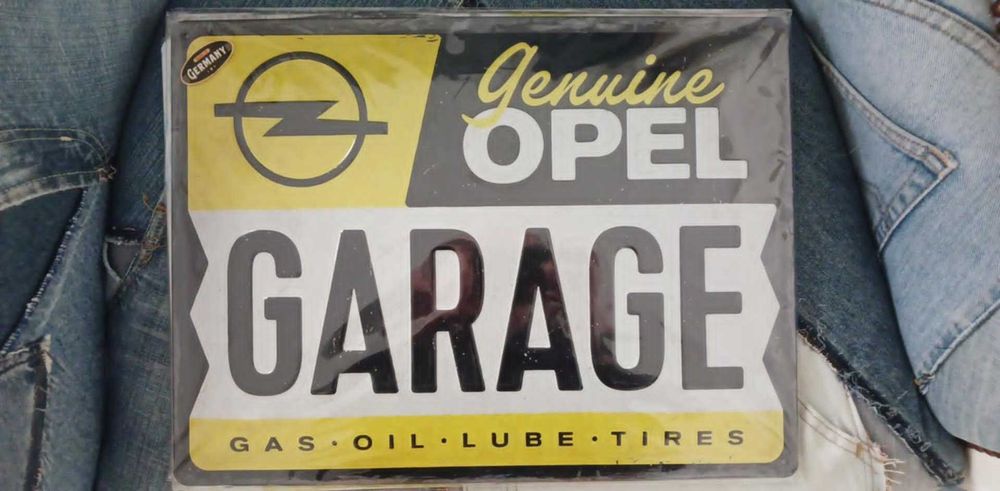 GERMANY
Genuine
OPEL
GARAGE
GAS · OIL · LUBE · TIRES